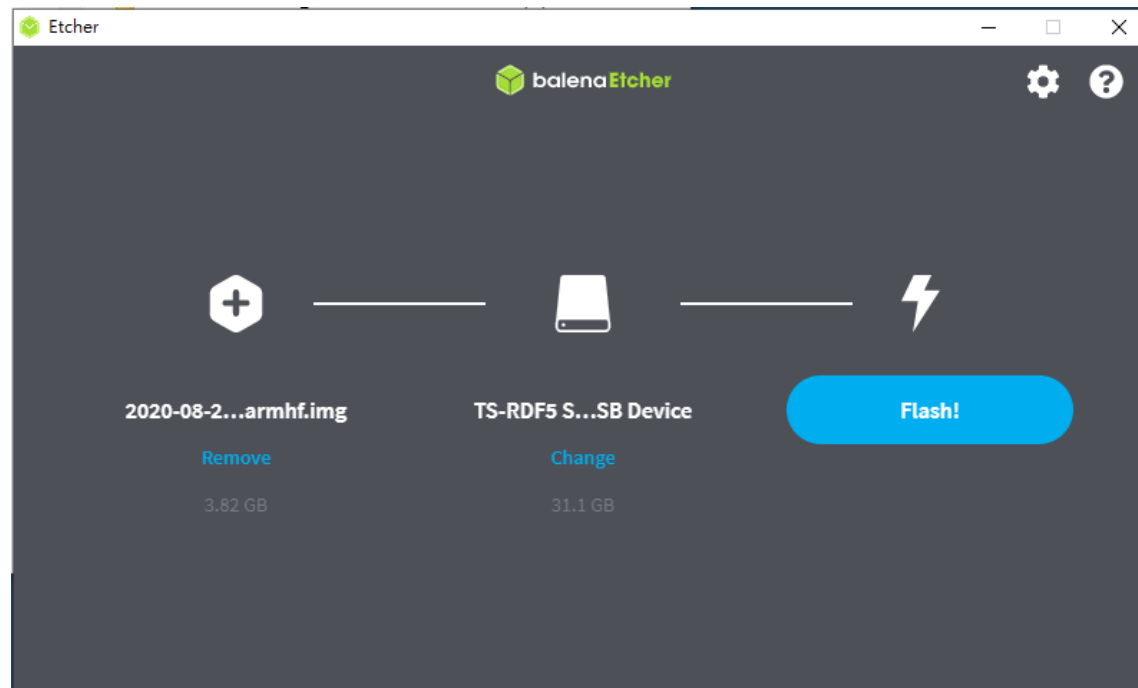 Etcher
balenaEtcher
2020-08-2...armhf.img
TS-RDF5 S...SB Device
Flash!
Remove
Change
3.82 GB
31.1 GB